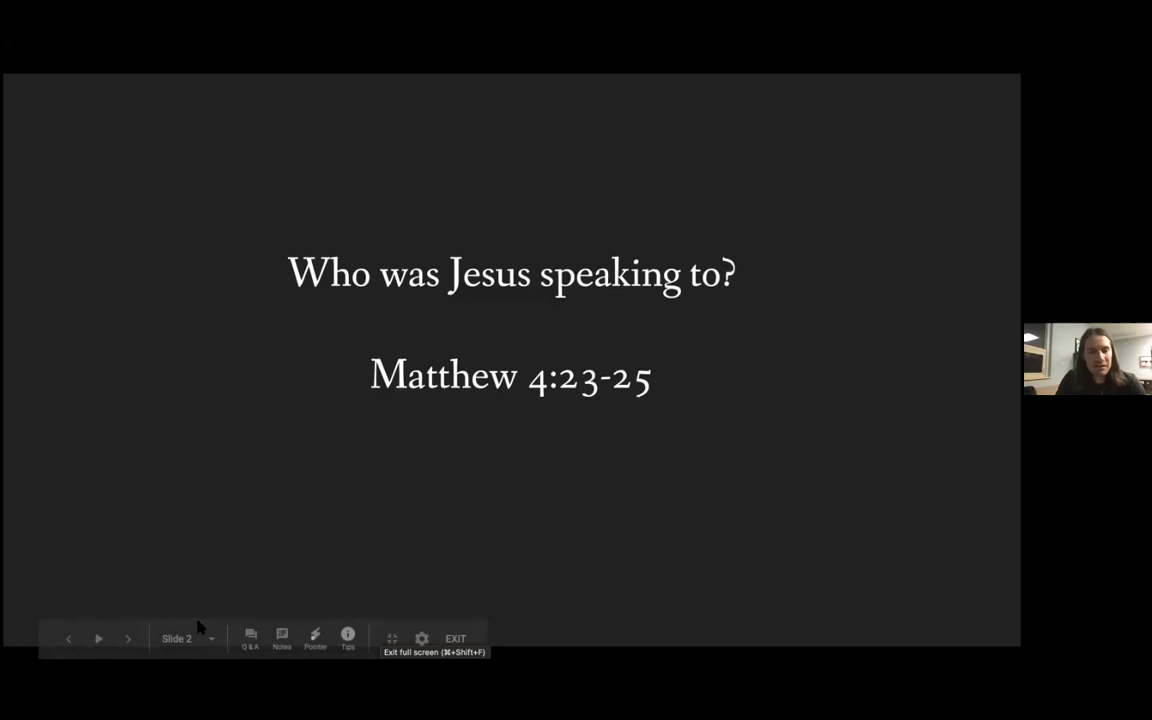 Who was Jesus speaking to?
Matthew 4:23-25
Slide 2
Q & A
Notes
Pointer
Tips
EXIT
Exit full screen (⌘+Shift+F)